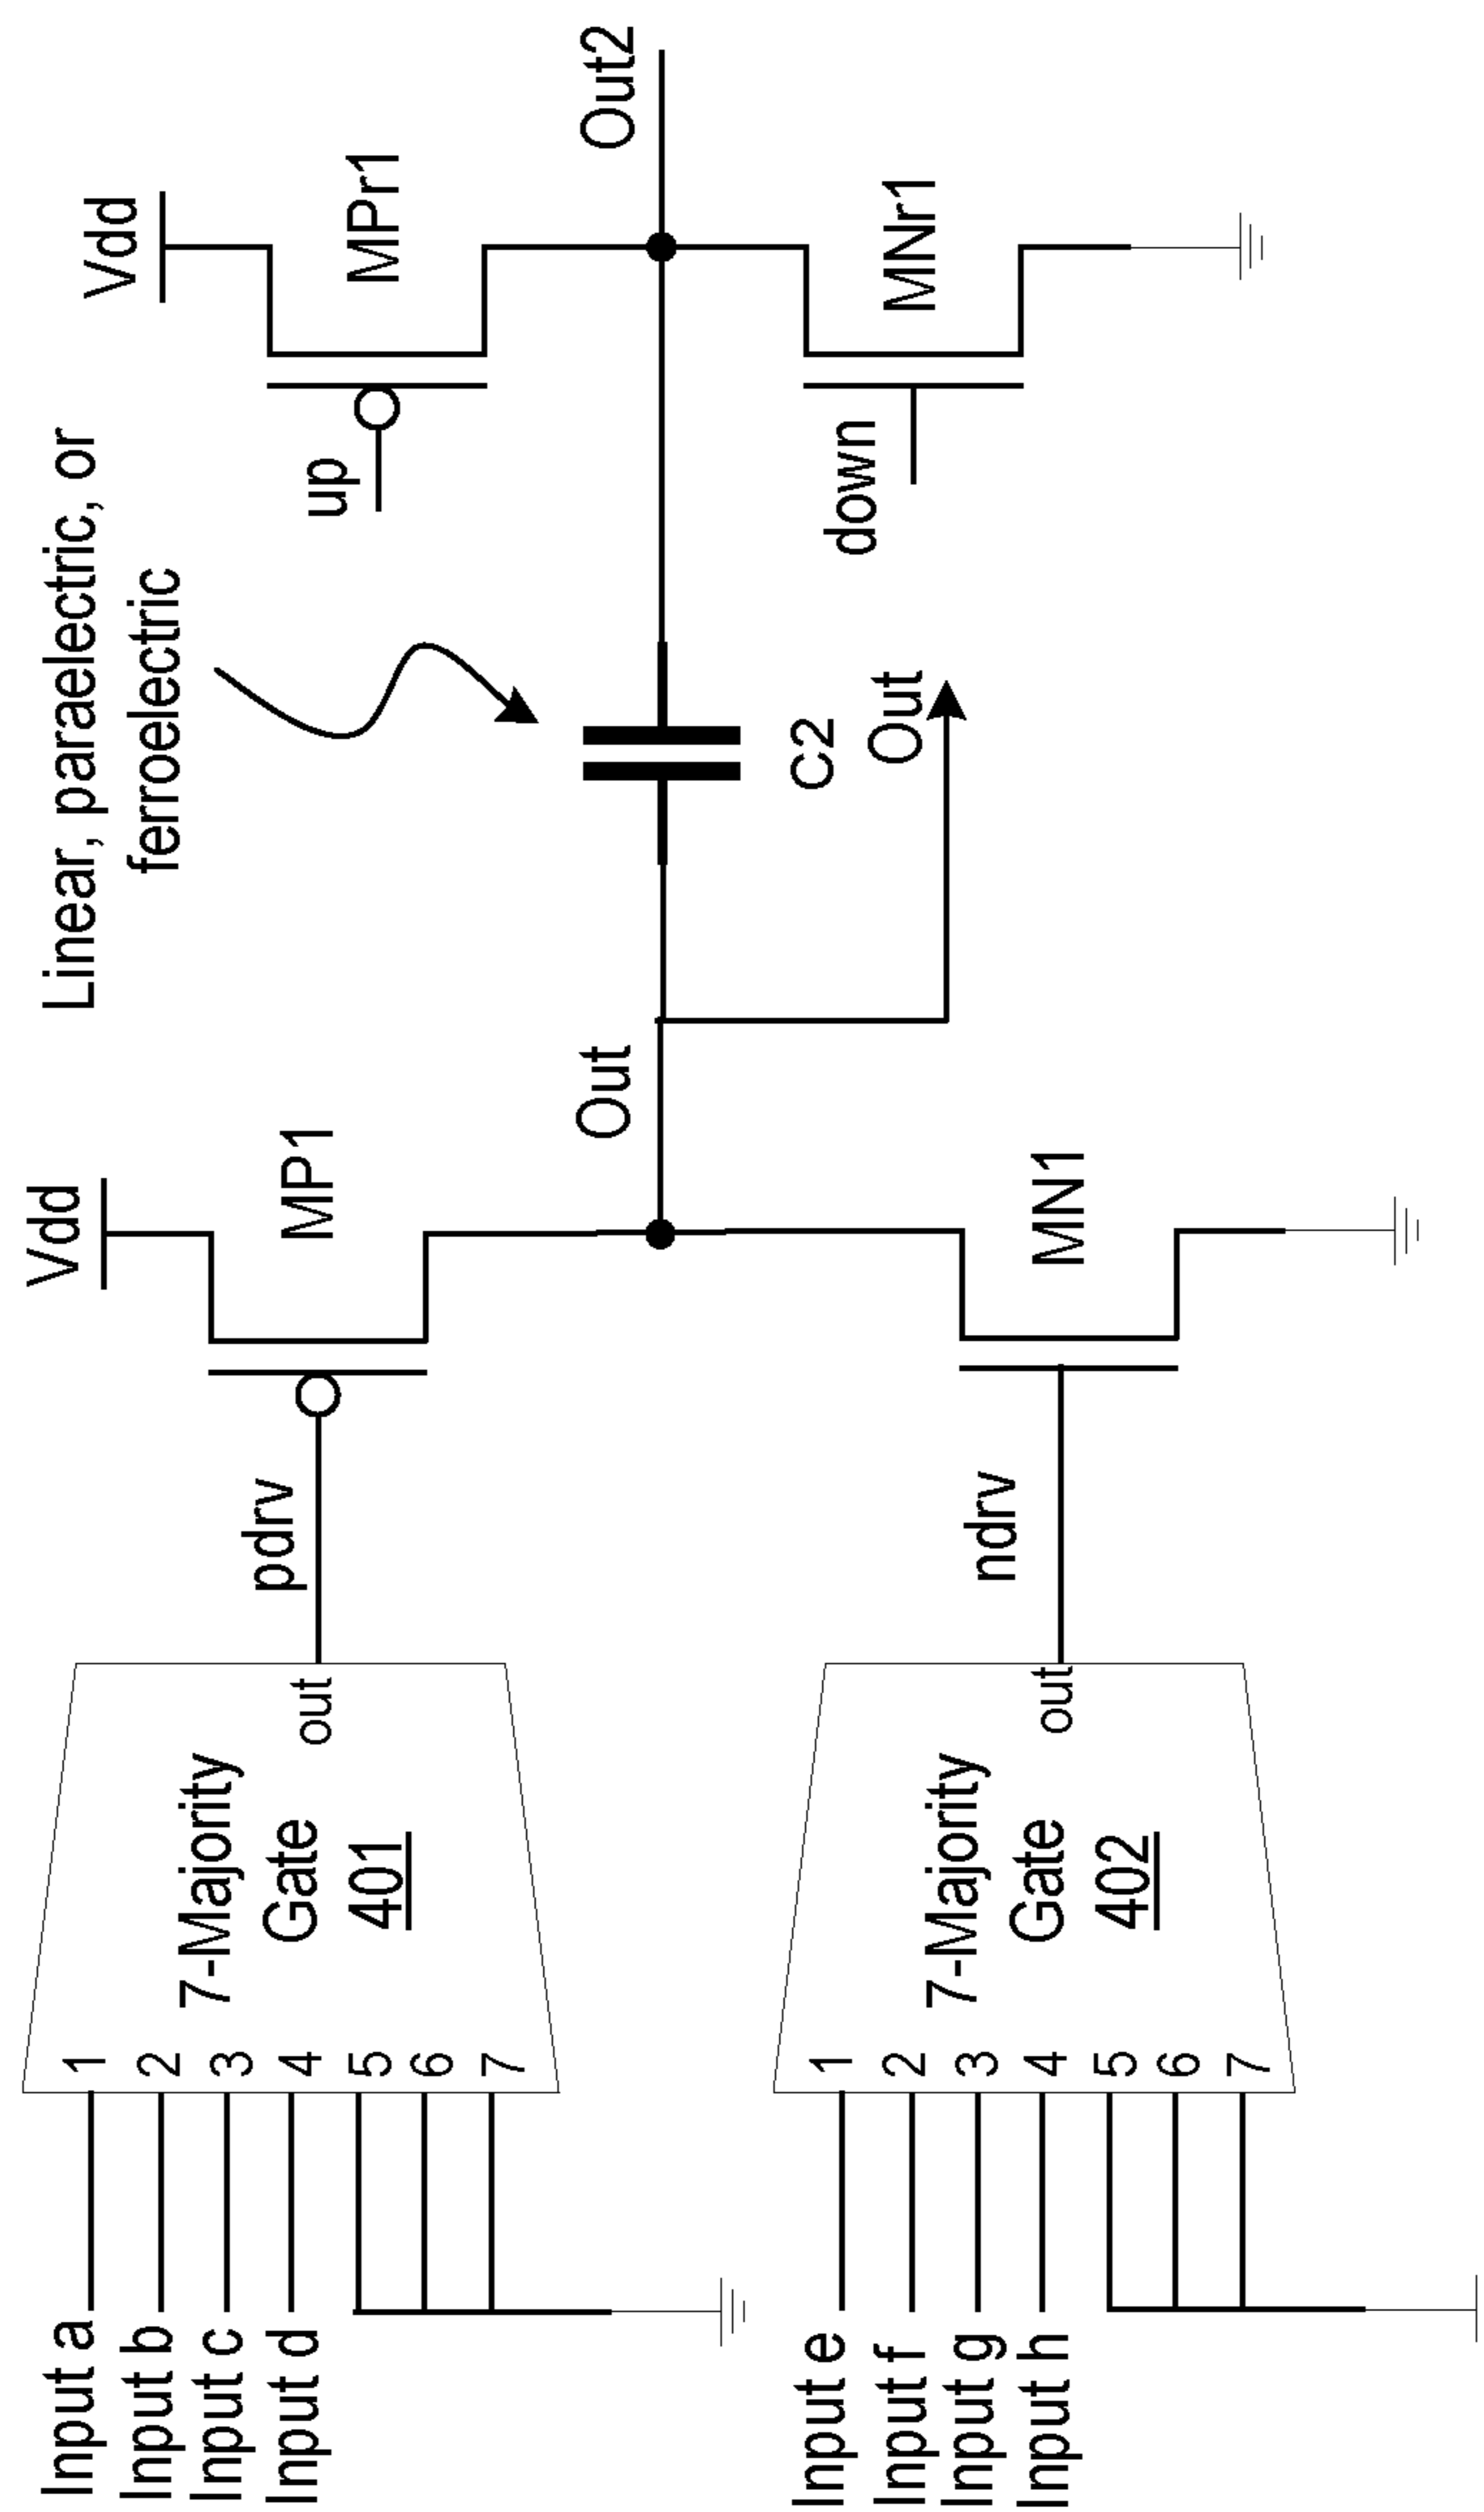 Linear, paraelectric, or
ferroelectric
Vdd
Vdd
MP1
MPr1
pdrv
up
Input a
Input b
Input c
Input d
1
2
3
4
5
6
7
7-Majority
Gate
401
out
Out
Out2
C2
Out
down
MNr1
ndrv
MN1
Input e
Input f
Input g
Input h
1
2
3
4
5
6
7
7-Majority
Gate
402
out